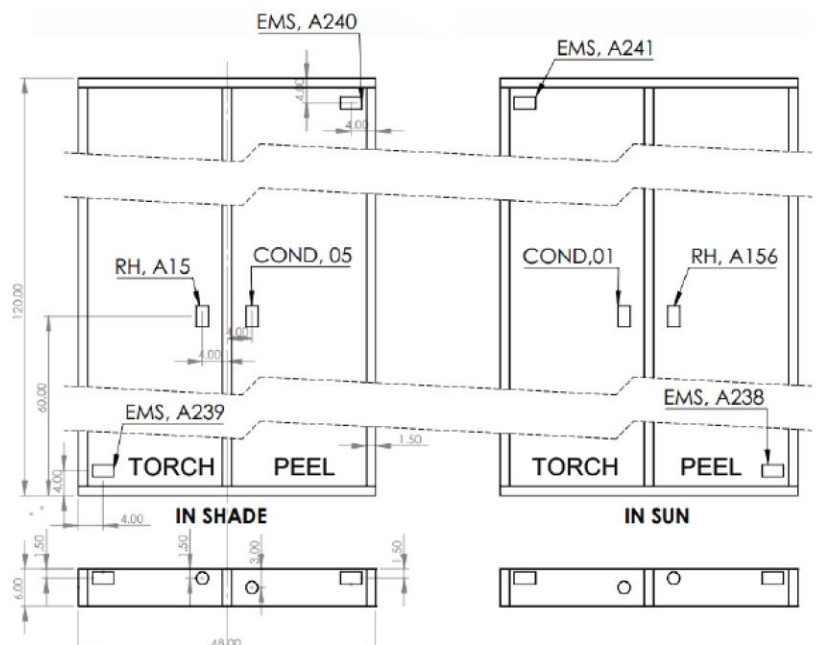 EMS, A240
EMS, A241
4.00
4.00
RH, A15
COND, 05
COND,01
RH, A156
120.00
4.00
4.00
60.00
EMS, A239
EMS, A238
1.50
4.00
TORCH
PEEL
TORCH
PEEL
4.00
IN SHADE
IN SUN
1.50
1.50
3.00
1.50
6.00
48.00